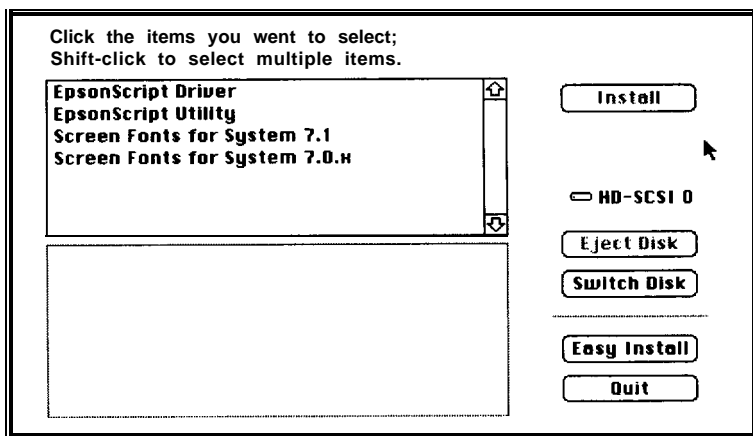 Click the items you went to select;
Shift-click to select multiple items.
EpsonScript Driver
EpsonScript Utility
Screen Fonts for System 7.1
Screen Fonts for System 7.0.x
Install
HD-SCSI 0
Eject Disk
Switch Disk
Easy Install
Quit